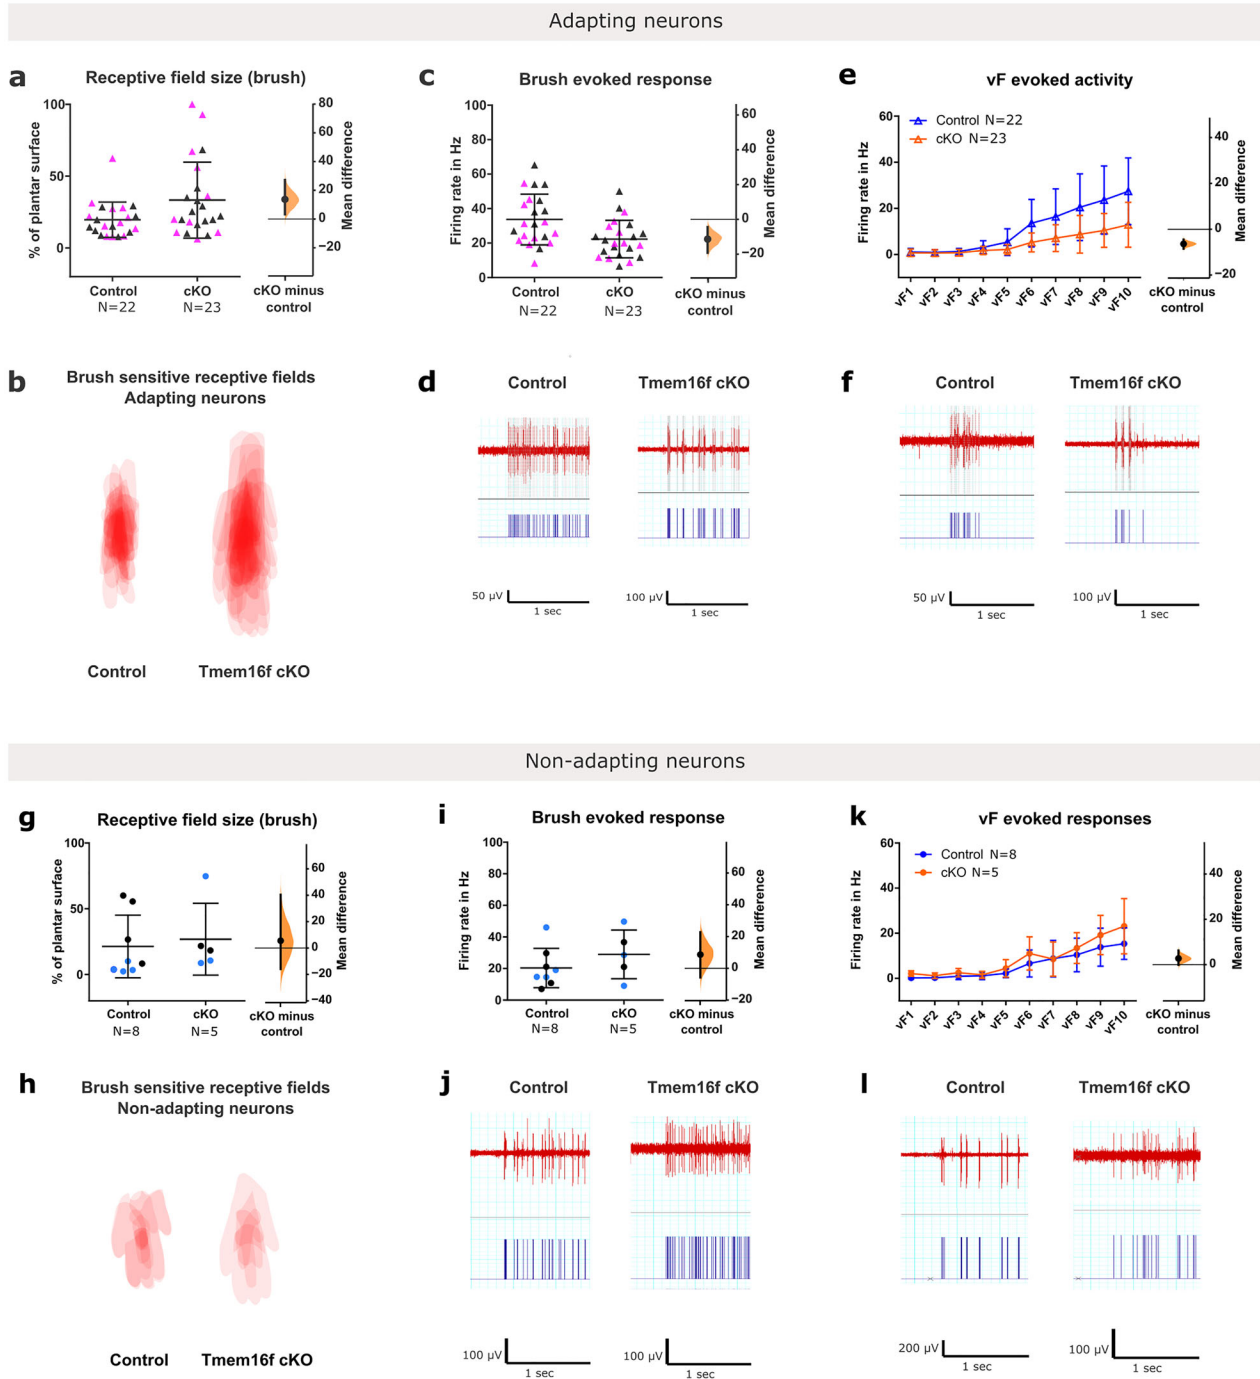 Adapting neurons
a
Receptive field size (brush)
% of plantar surface
100
50
0
80
60
40
20
0
−20
Mean difference
Control
N=22
cKO
N=23
cKO minus
control
c
Brush evoked response
Firing rate in Hz
100
80
60
40
20
0
60
40
20
0
−20
Mean difference
Control
N=22
cKO
N=23
cKO minus
control
e
vF evoked activity
Firing rate in Hz
60
40
20
0
Control N=22
cKO N=23
40
20
0
−20
Mean difference
vF1
vF2
vF3
vF4
vF5
vF6
vF7
vF8
vF9
vF10
cKO minus
control
b
Brush sensitive receptive fields
Adapting neurons
Control
Tmem16f cKO
d
Control
Tmem16f cKO
50 µV
1 sec
100 µV
1 sec
f
Control
Tmem16f cKO
50 µV
1 sec
100 µV
1 sec
Non-adapting neurons
g
Receptive field size (brush)
% of plantar surface
100
50
0
60
40
20
0
−20
−40
Mean difference
Control
N=8
cKO
N=5
cKO minus
control
i
Brush evoked response
Firing rate in Hz
100
80
60
40
20
0
60
40
20
0
−20
Mean difference
Control
N=8
cKO
N=5
cKO minus
control
k
vF evoked responses
Firing rate in Hz
60
40
20
0
Control N=8
cKO N=5
40
20
0
Mean difference
vF1
vF2
vF3
vF4
vF5
vF6
vF7
vF8
vF9
vF10
cKO minus
control
h
Brush sensitive receptive fields
Non-adapting neurons
Control
Tmem16f cKO
j
Control
Tmem16f cKO
100 µV
1 sec
100 µV
1 sec
l
Control
Tmem16f cKO
200 µV
1 sec
100 µV
1 sec